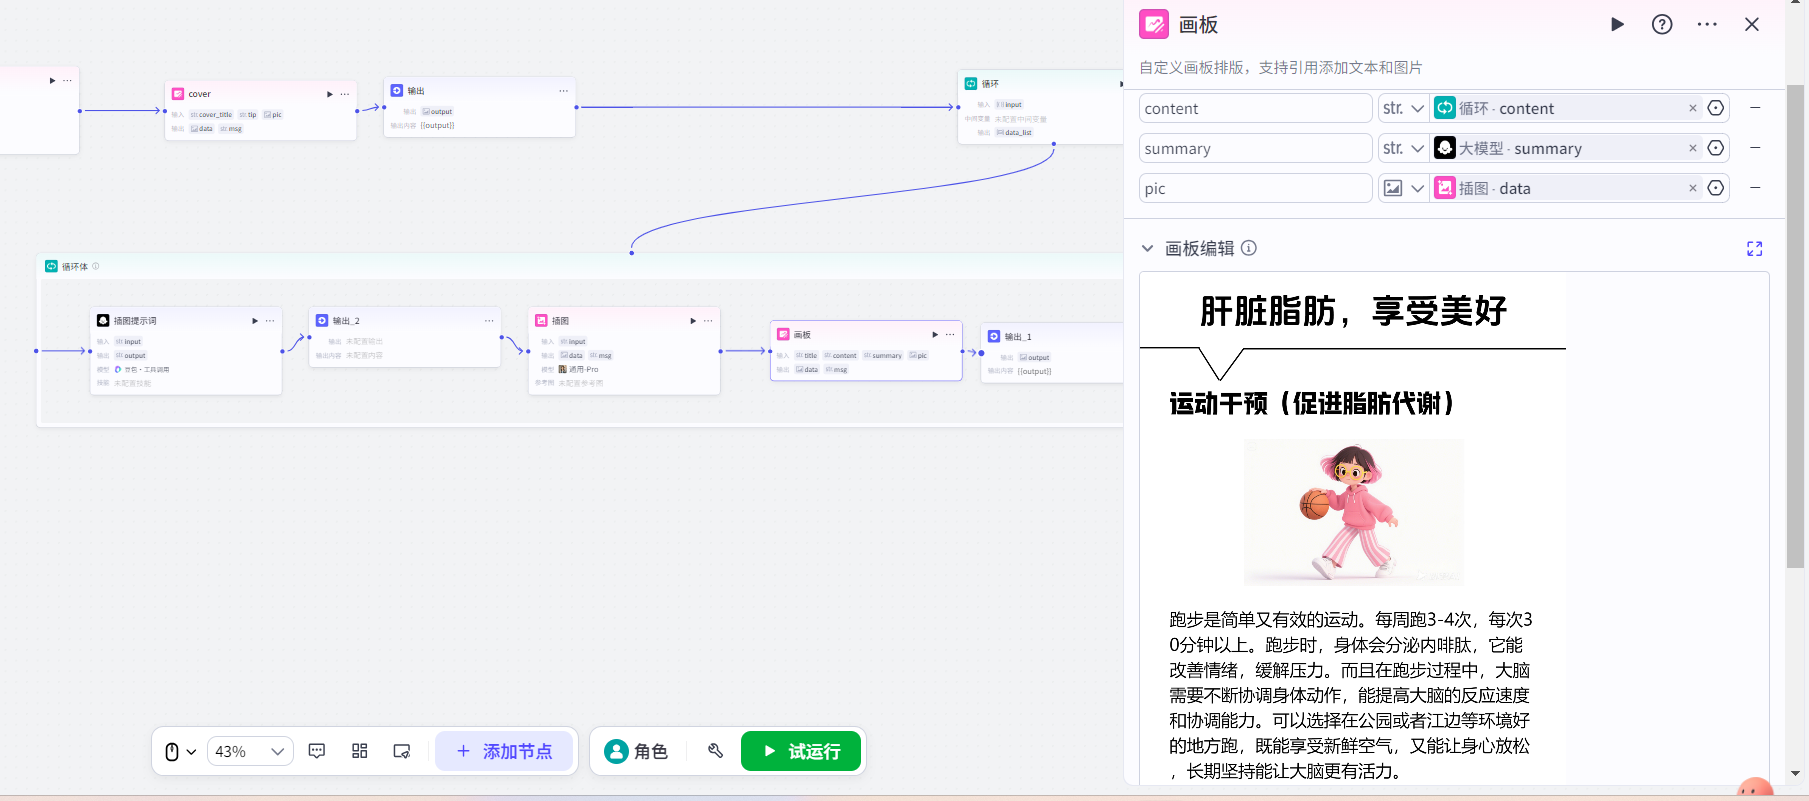 cover
输入 str. cover_title str. tip pic
输出 data str. msg
输出
输出 output
输出内容 {{output}}
循环
输入 input
中间变量 未配置中间变量
输出 data_list
循环体
插图提示词
输入 str. input
输出 str. output
模型 豆包·工具调用
技能 未配置技能
输出_2
输出 未配置输出
输出内容 未配置内容
插图
输入 str. input
输出 data str. msg
模型 通用-Pro
参考图 未配置参考图
画板
输入 str. title str. content str. summary pic
输出 data str. msg
输出_1
输出 output
输出内容 {{output}}
43%
添加节点
角色
试运行
画板
自定义画板排版，支持引用添加文本和图片
content str. 循环 - content
summary str. 大模型 - summary
pic 插图 - data
画板编辑
肝脏脂肪，享受美好
运动干预（促进脂肪代谢）
跑步是简单又有效的运动。每周跑3-4次，每次3
0分钟以上。跑步时，身体会分泌内啡肽，它能
改善情绪，缓解压力。而且在跑步过程中，大脑
需要不断协调身体动作，能提高大脑的反应速度
和协调能力。可以选择在公园或者江边等环境好
的地方跑，既能享受新鲜空气，又能让身心放松
，长期坚持能让大脑更有活力。